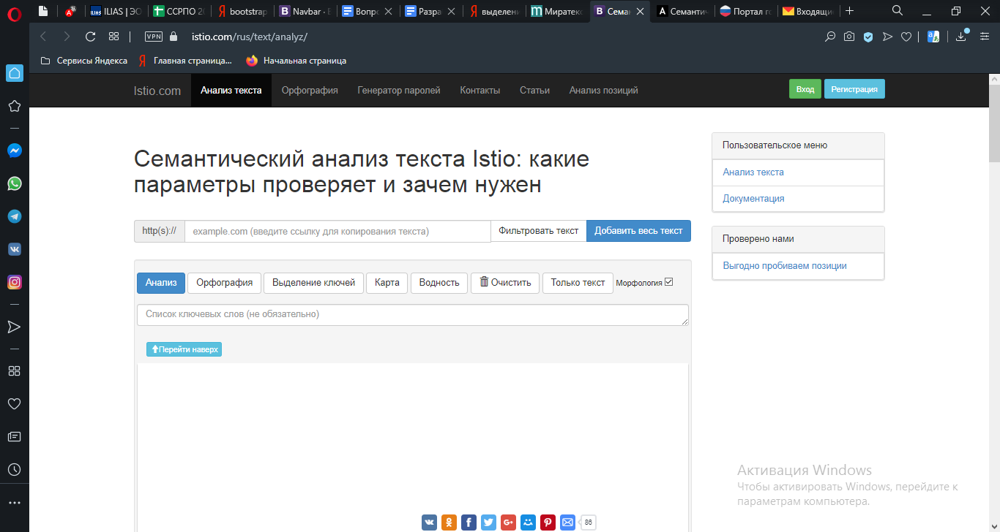 ILIAS | ЭО
ССРПО 20
bootstrap
Navbar · B
Вопро
Разра
выделени
Миратекс
Сема
Семантич
Портал го
Входящие
VPN
istio.com/rus/text/analyz/
Сервисы Яндекса
Главная страница...
Начальная страница
Istio.com
Анализ текста
Орфография
Генератор паролей
Контакты
Статьи
Анализ позиций
Вход
Регистрация
Семантический анализ текста Istio: какие
параметры проверяет и зачем нужен
http(s)://
example.com (введите ссылку для копирования текста)
Фильтровать текст
Добавить весь текст
Анализ
Орфография
Выделение ключей
Карта
Водность
Очистить
Только текст
Морфология
Список ключевых слов (не обязательно)
Перейти наверх
Пользовательское меню
Анализ текста
Документация
Проверено нами
Выгодно пробиваем позиции
Активация Windows
Чтобы активировать Windows, перейдите к
параметрам компьютера.
86